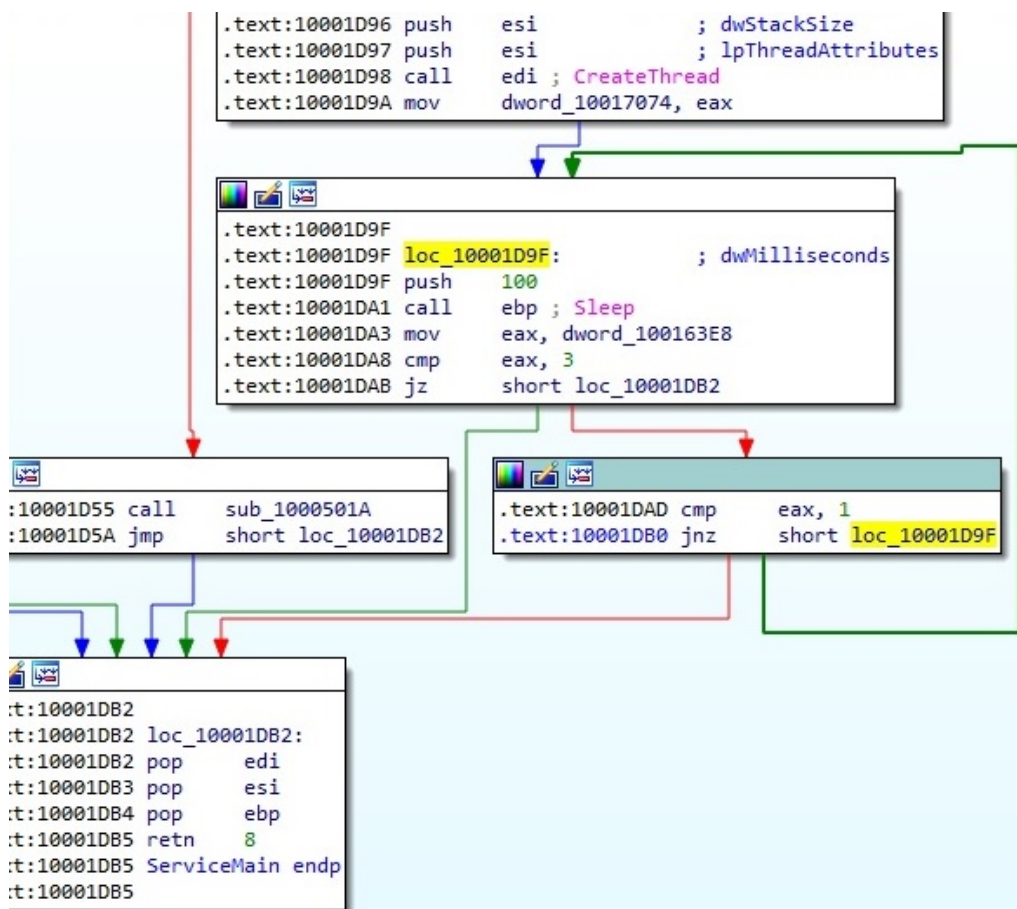 .text:10001D96 push esi ; dwStackSize
.text:10001D97 push esi ; lpThreadAttributes
.text:10001D98 call edi ; CreateThread
.text:10001D9A mov dword_10017074, eax
.text:10001D9F
.text:10001D9F loc_10001D9F: ; dwMilliseconds
.text:10001D9F push 100
.text:10001DA1 call ebp ; Sleep
.text:10001DA3 mov eax, dword_100163E8
.text:10001DA8 cmp eax, 3
.text:10001DAB jz short loc_10001DB2
:10001D55 call sub_1000501A
:10001D5A jmp short loc_10001DB2
.text:10001DAD cmp eax, 1
.text:10001DB0 jnz short loc_10001D9F
xt:10001DB2
xt:10001DB2 loc_10001DB2:
xt:10001DB2 pop edi
xt:10001DB3 pop esi
xt:10001DB4 pop ebp
xt:10001DB5 retn 8
xt:10001DB5 ServiceMain endp
xt:10001DB5